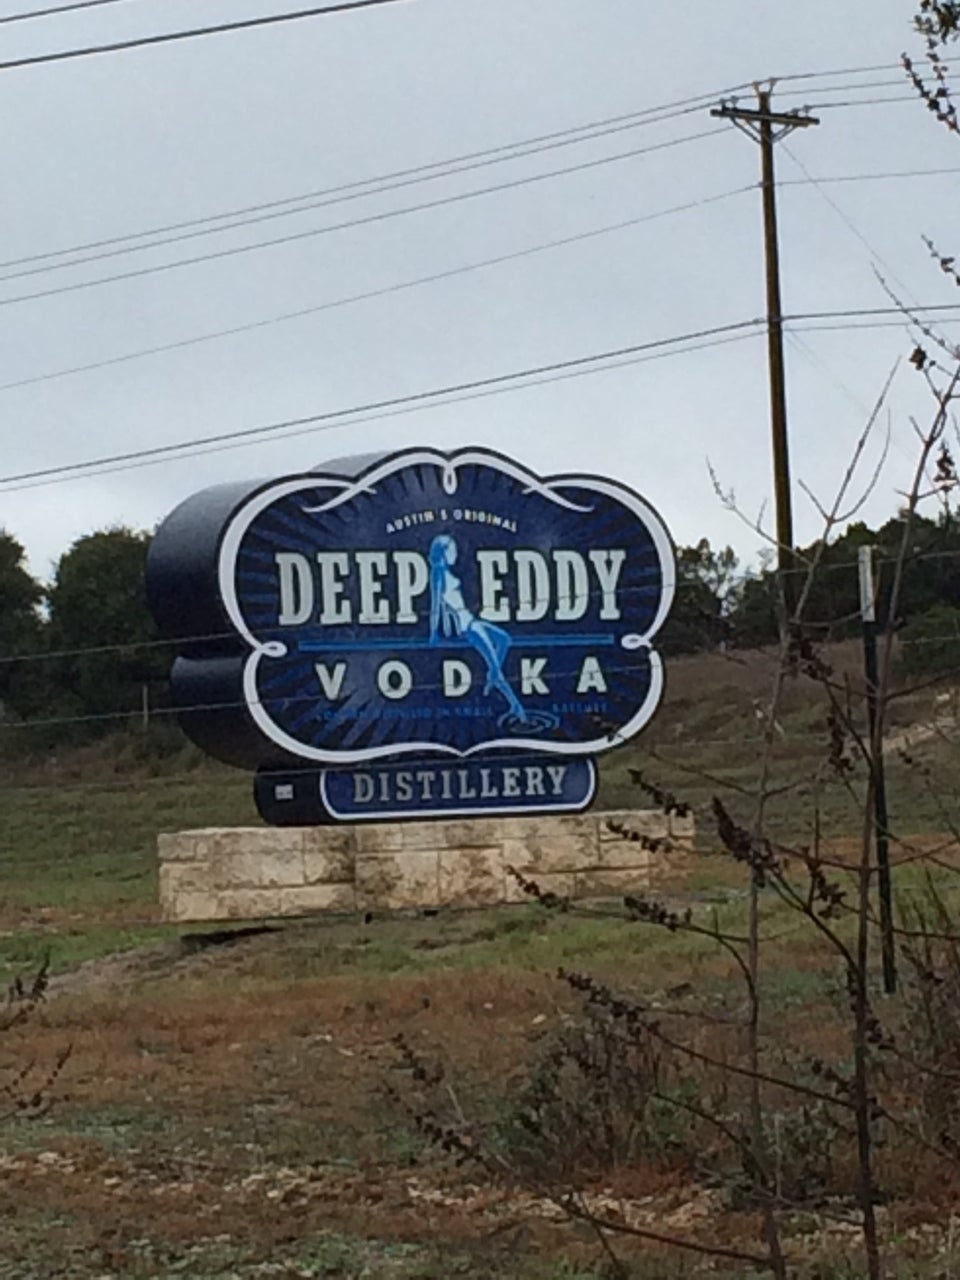 AUSTIN'S ORIGINAL
DEEP EDDY
VODKA
DISTILLERY